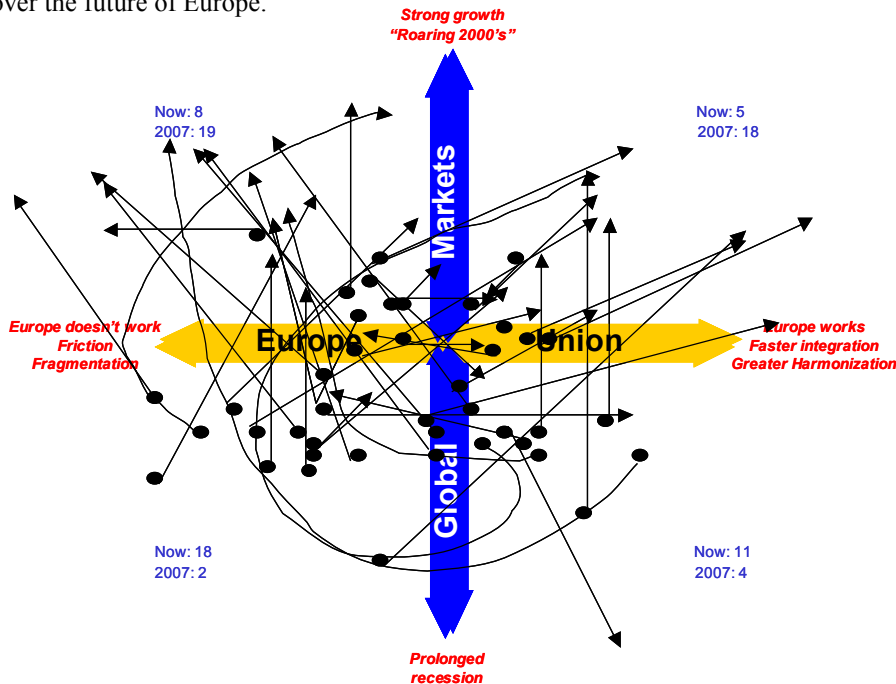 over the future of Europe.
Strong growth
“Roaring 2000’s”
Now: 8
2007: 19
Now: 5
2007: 18
Markets
Europe doesn’t work
Friction
Fragmentation
Europe
Union
Europe works
Faster integration
Greater Harmonization
Global
Now: 18
2007: 2
Now: 11
2007: 4
Prolonged
recession